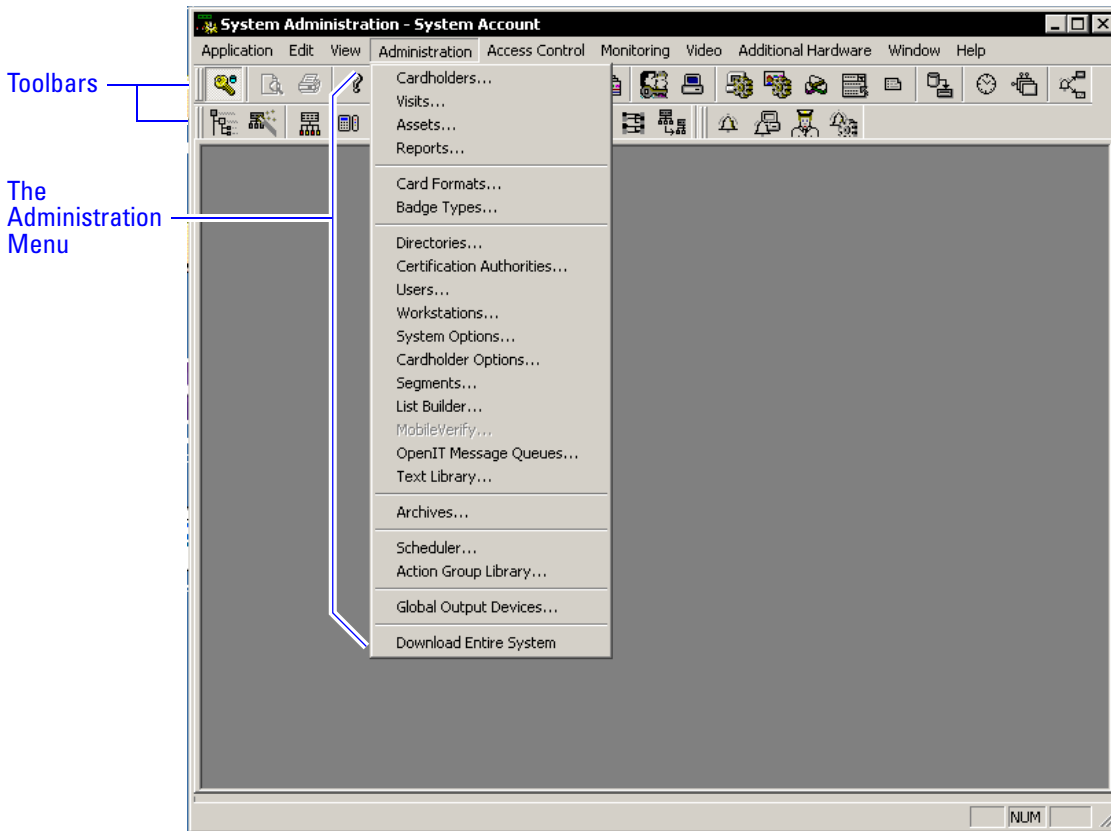 System Administration - System Account
Application Edit View Administration Access Control Monitoring Video Additional Hardware Window Help
Toolbars
The
Administration
Menu
Cardholders...
Visits...
Assets...
Reports...
Card Formats...
Badge Types...
Directories...
Certification Authorities...
Users...
Workstations...
System Options...
Cardholder Options...
Segments...
List Builder...
MobileVerify...
OpenIT Message Queues...
Text Library...
Archives...
Scheduler...
Action Group Library...
Global Output Devices...
Download Entire System
NUM